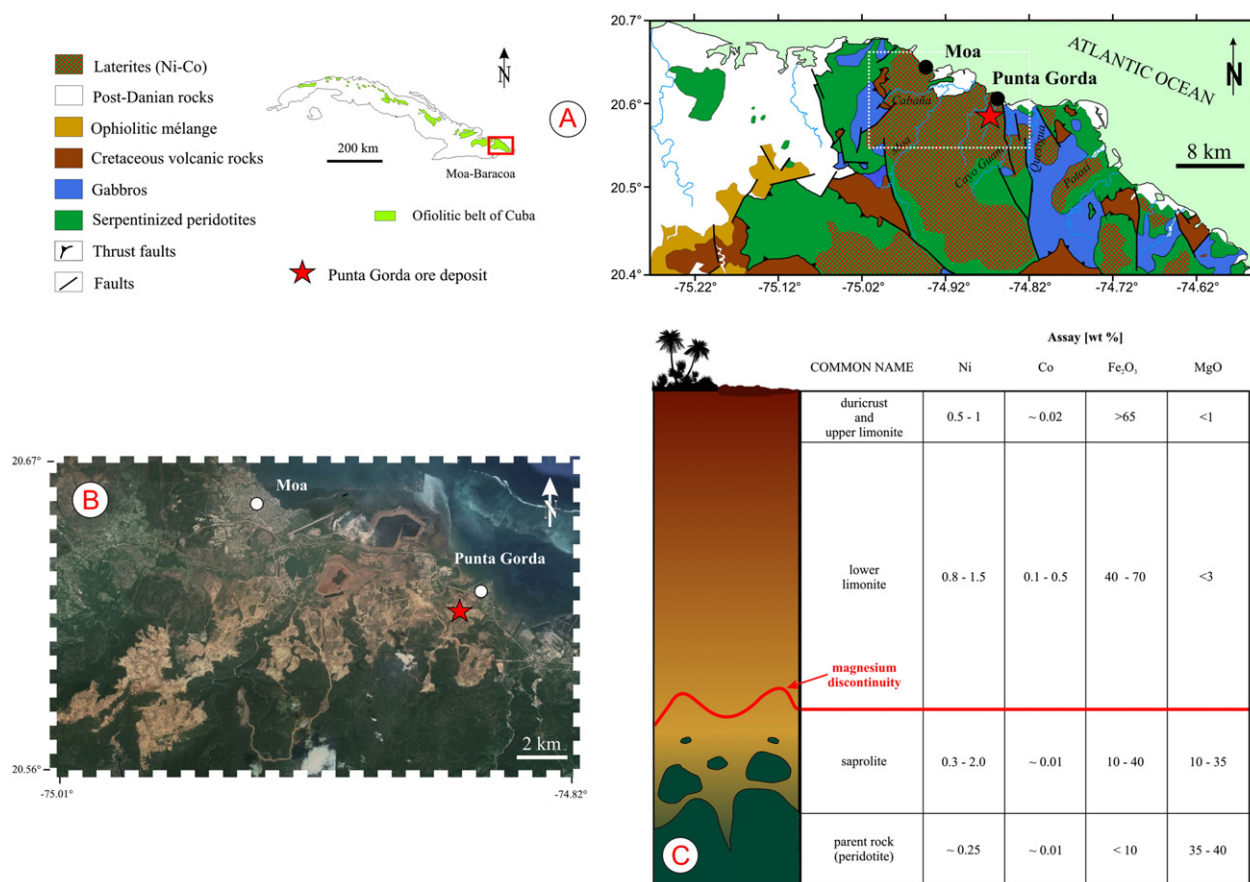 Laterites (Ni-Co)
Post-Danian rocks
Ophiolitic mélange
Cretaceous volcanic rocks
Gabbros
Serpentinized peridotites
Thrust faults
Faults
N
A
200 km
Moa-Baracoa
Ofiolitic belt of Cuba
Punta Gorda ore deposit
20.7°
20.6°
20.5°
20.4°
-75.22
-75.12
-75.02
-74.92
-74.82
-74.72
-74.62
Moa
Punta Gorda
ATLANTIC OCEAN
N
8 km
Cabaña
Moa
Cayo Guam
Quesigua
Potosí
20.67°
20.56°
-75.01°
-74.82°
B
Moa
Punta Gorda
N
2 km
Assay [wt %]
COMMON NAME Ni Co Fe₂O₃ MgO
duricrust
and
upper limonite
0.5 - 1 ~ 0.02 >65 <1
lower
limonite
0.8 - 1.5 0.1 - 0.5 40 - 70 <3
magnesium
discontinuity
saprolite 0.3 - 2.0 ~ 0.01 10 - 40 10 - 35
parent rock
(peridotite)
~ 0.25 ~ 0.01 < 10 35 - 40
C